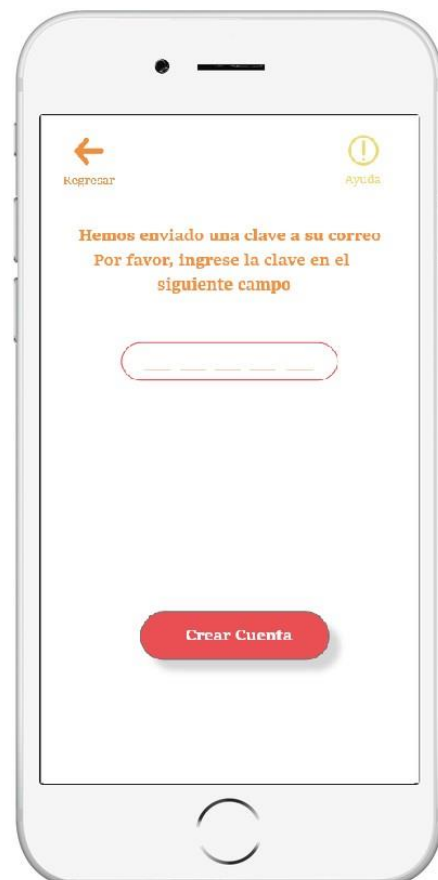 Regresar
Ayuda
Hemos enviado una clave a su correo
Por favor, ingrese la clave en el
siguiente campo
Crear Cuenta